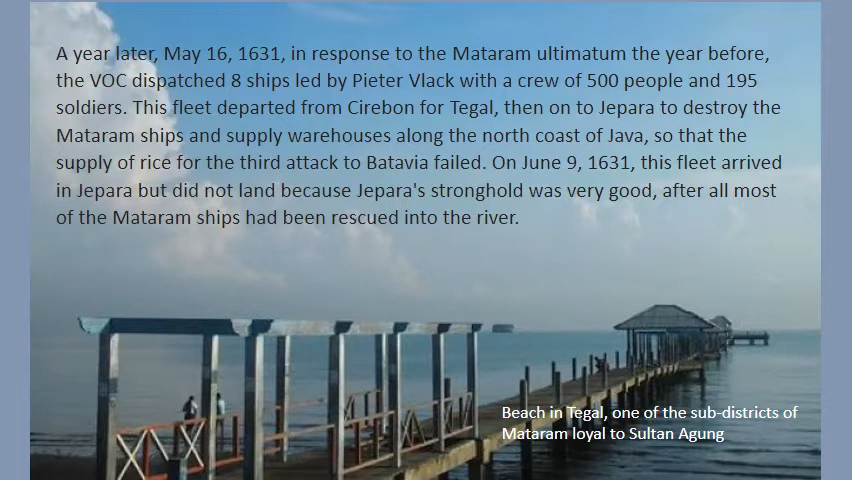 A year later, May 16, 1631, in response to the Mataram ultimatum the year before,
the VOC dispatched 8 ships led by Pieter Vlack with a crew of 500 people and 195
soldiers. This fleet departed from Cirebon for Tegal, then on to Jepara to destroy the
Mataram ships and supply warehouses along the north coast of Java, so that the
supply of rice for the third attack to Batavia failed. On June 9, 1631, this fleet arrived
in Jepara but did not land because Jepara's stronghold was very good, after all most
of the Mataram ships had been rescued into the river.
Beach in Tegal, one of the sub-districts of
Mataram loyal to Sultan Agung